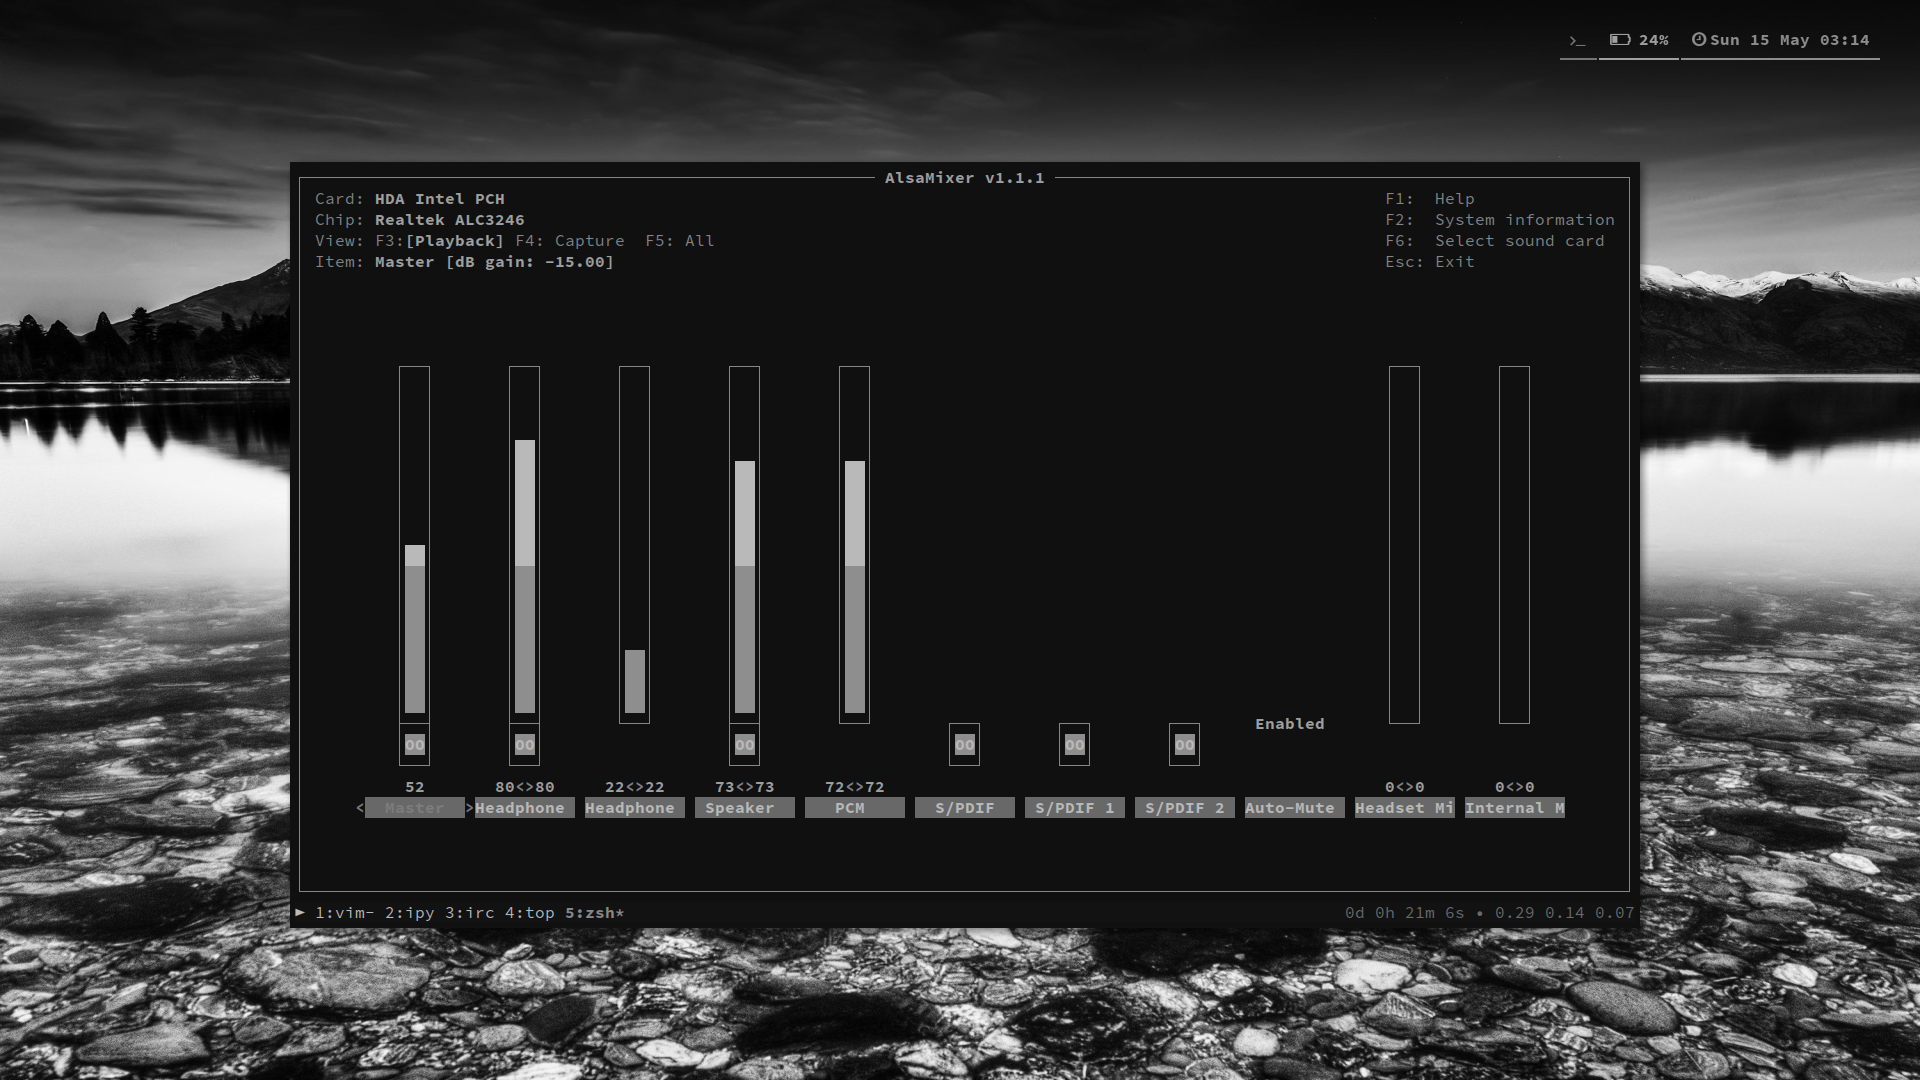 >_ 24% Sun 15 May 03:14
AlsaMixer v1.1.1
Card: HDA Intel PCH F1: Help
Chip: Realtek ALC3246 F2: System information
View: F3:[Playback] F4: Capture F5: All F6: Select sound card
Item: Master [dB gain: -15.00] Esc: Exit
Enabled
OO OO OO OO OO OO
52 80<>80 22<>22 73<>73 72<>72 0<>0 0<>0
< Master >Headphone Headphone Speaker PCM S/PDIF S/PDIF 1 S/PDIF 2 Auto-Mute Headset Mi Internal M
► 1:vim- 2:ipy 3:irc 4:top 5:zsh* 0d 0h 21m 6s • 0.29 0.14 0.07